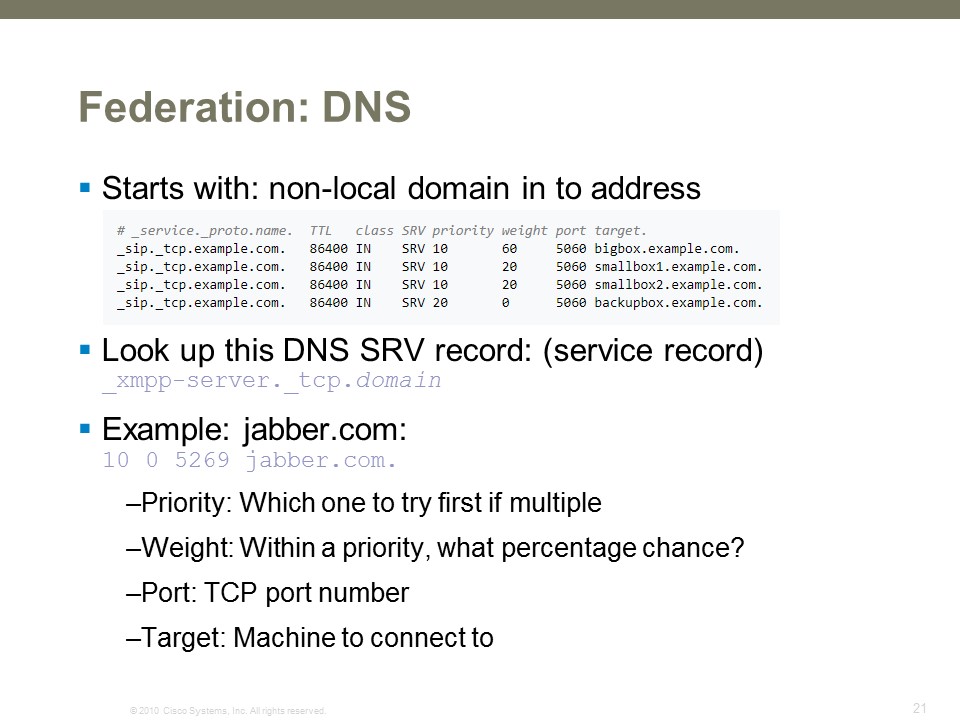 Federation: DNS
Starts with: non-local domain in to address
# _service._proto.name.  TTL   class SRV priority weight port target.
_sip._tcp.example.com.   86400 IN    SRV 10       60     5060 bigbox.example.com.
_sip._tcp.example.com.   86400 IN    SRV 10       20     5060 smallbox1.example.com.
_sip._tcp.example.com.   86400 IN    SRV 10       20     5060 smallbox2.example.com.
_sip._tcp.example.com.   86400 IN    SRV 20       0      5060 backupbox.example.com.
Look up this DNS SRV record: (service record)
_xmpp-server._tcp.domain
Example: jabber.com:
10 0 5269 jabber.com.
–Priority: Which one to try first if multiple
–Weight: Within a priority, what percentage chance?
–Port: TCP port number
–Target: Machine to connect to
© 2010 Cisco Systems, Inc. All rights reserved.
21